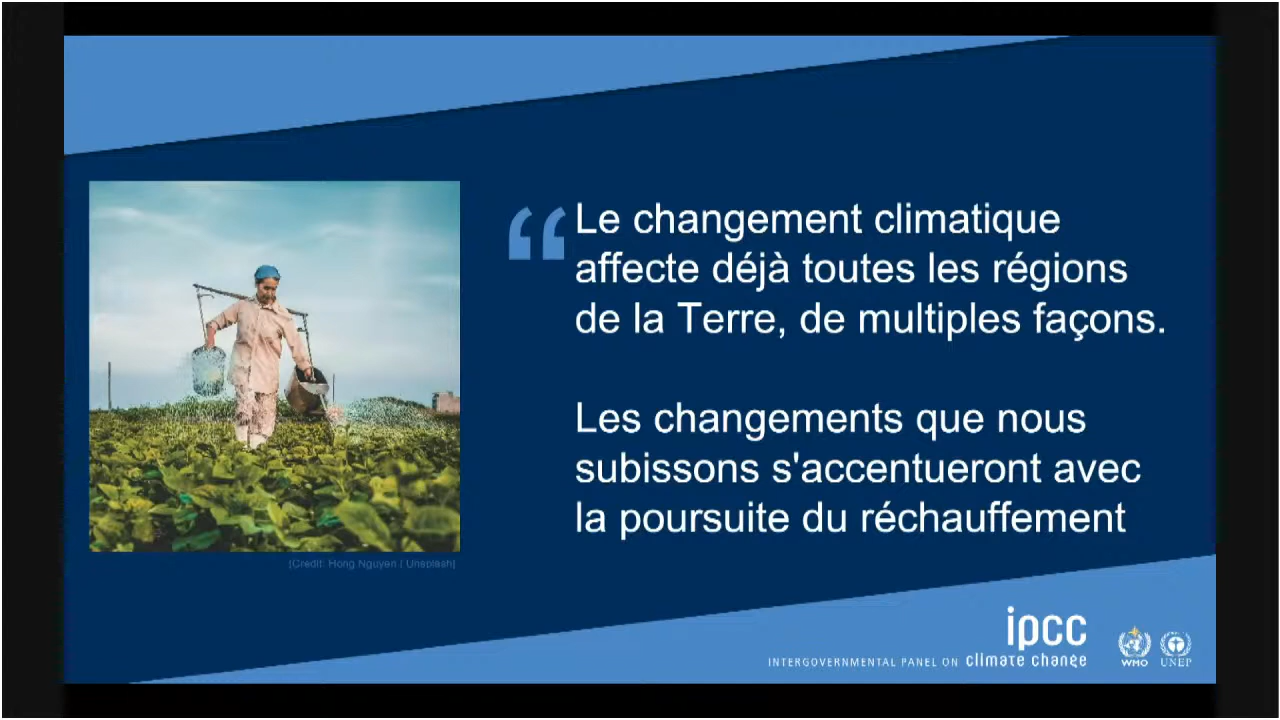 “Le changement climatique
affecte déjà toutes les régions
de la Terre, de multiples façons.
Les changements que nous
subissons s'accentueront avec
la poursuite du réchauffement
[Credit: Hong Nguyen | Unsplash]
ipcc
INTERGOVERNMENTAL PANEL ON climate change
WMO
UNEP